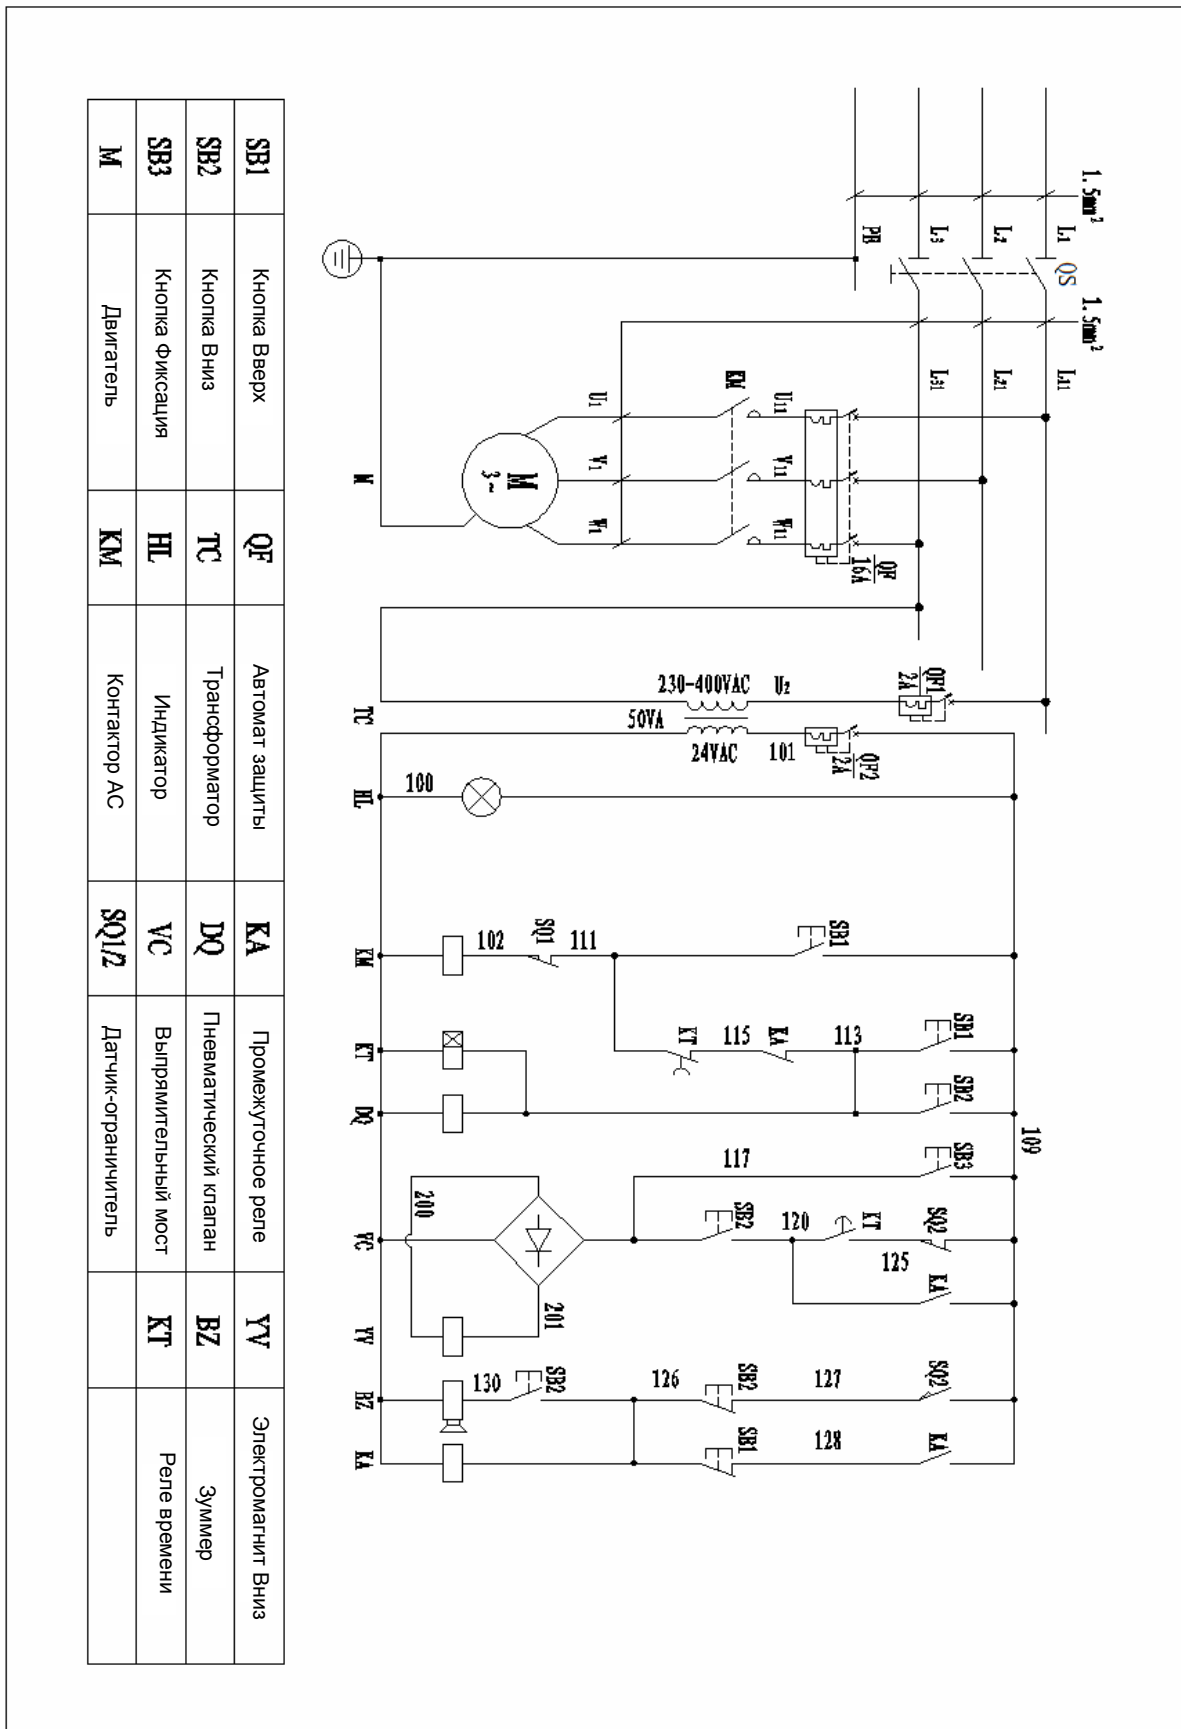 1. 5mm²
1. 5mm²
L1
L2
L3
PE
QS
L11
L21
L31
QF
16A
U11
V11
W11
KM
U1
V1
W1
M
3~
M
QF1
2A
QF2
2A
U2
101
230-400VAC
24VAC
50VA
TC
100
HL
109
SB1
111
SQ1
102
KM
SB1
113
KA
115
KT
KT
SB2
DQ
SB3
117
SQ2
125
KT
120
SB2
KA
200
201
VC
YV
SQ2
127
SB2
126
SB2
130
BZ
KA
128
SB1
KA
SB1 Кнопка Вверх QF Автомат защиты KA Промежуточное реле YV Электромагнит Вниз
SB2 Кнопка Вниз TC Трансформатор DQ Пневматический клапан BZ Зуммер
SB3 Кнопка Фиксация HL Индикатор VC Выпрямительный мост KT Реле времени
M Двигатель KM Контактор AC SQ1/2 Датчик-ограничитель